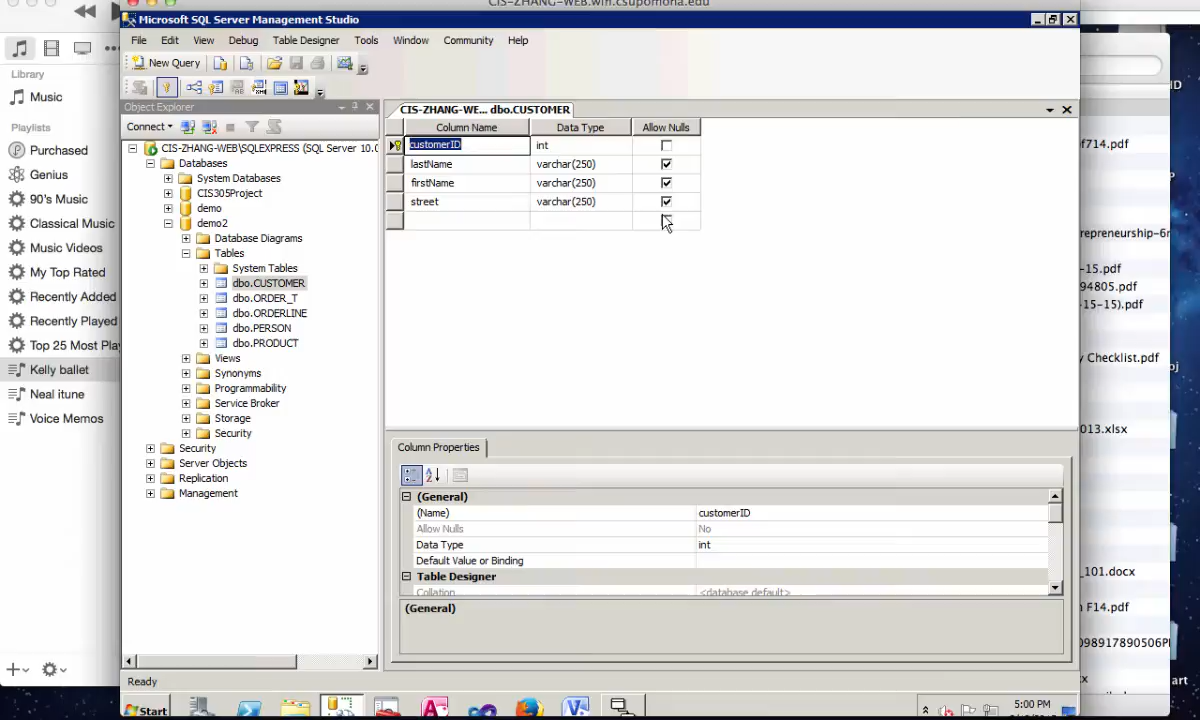 CIS-ZHANG-WEB.win.csupomona.edu
Microsoft SQL Server Management Studio
File Edit View Debug Table Designer Tools Window Community Help
New Query
Object Explorer
Connect
CIS-ZHANG-WEB\SQLEXPRESS (SQL Server 10.0
Databases
System Databases
CIS305Project
demo
demo2
Database Diagrams
Tables
System Tables
dbo.CUSTOMER
dbo.ORDER_T
dbo.ORDERLINE
dbo.PERSON
dbo.PRODUCT
Views
Synonyms
Programmability
Service Broker
Storage
Security
Security
Server Objects
Replication
Management
CIS-ZHANG-WE... dbo.CUSTOMER
Column Name Data Type Allow Nulls
customerID int
lastName varchar(250)
firstName varchar(250)
street varchar(250)
Column Properties
(General)
(Name) customerID
Allow Nulls No
Data Type int
Default Value or Binding
Table Designer
Collation <database default>
(General)
Ready
Start
5:00 PM
Library
Music
Playlists
Purchased
Genius
90's Music
Classical Music
Music Videos
My Top Rated
Recently Added
Recently Played
Top 25 Most Pla
Kelly ballet
Neal itune
Voice Memos
ID
of714.pdf
repreneurship-6r
-15.pdf
94805.pdf
(5-15).pdf
y Checklist.pdf
oj
013.xlsx
_101.docx
n F14.pdf
098917890506PI
art